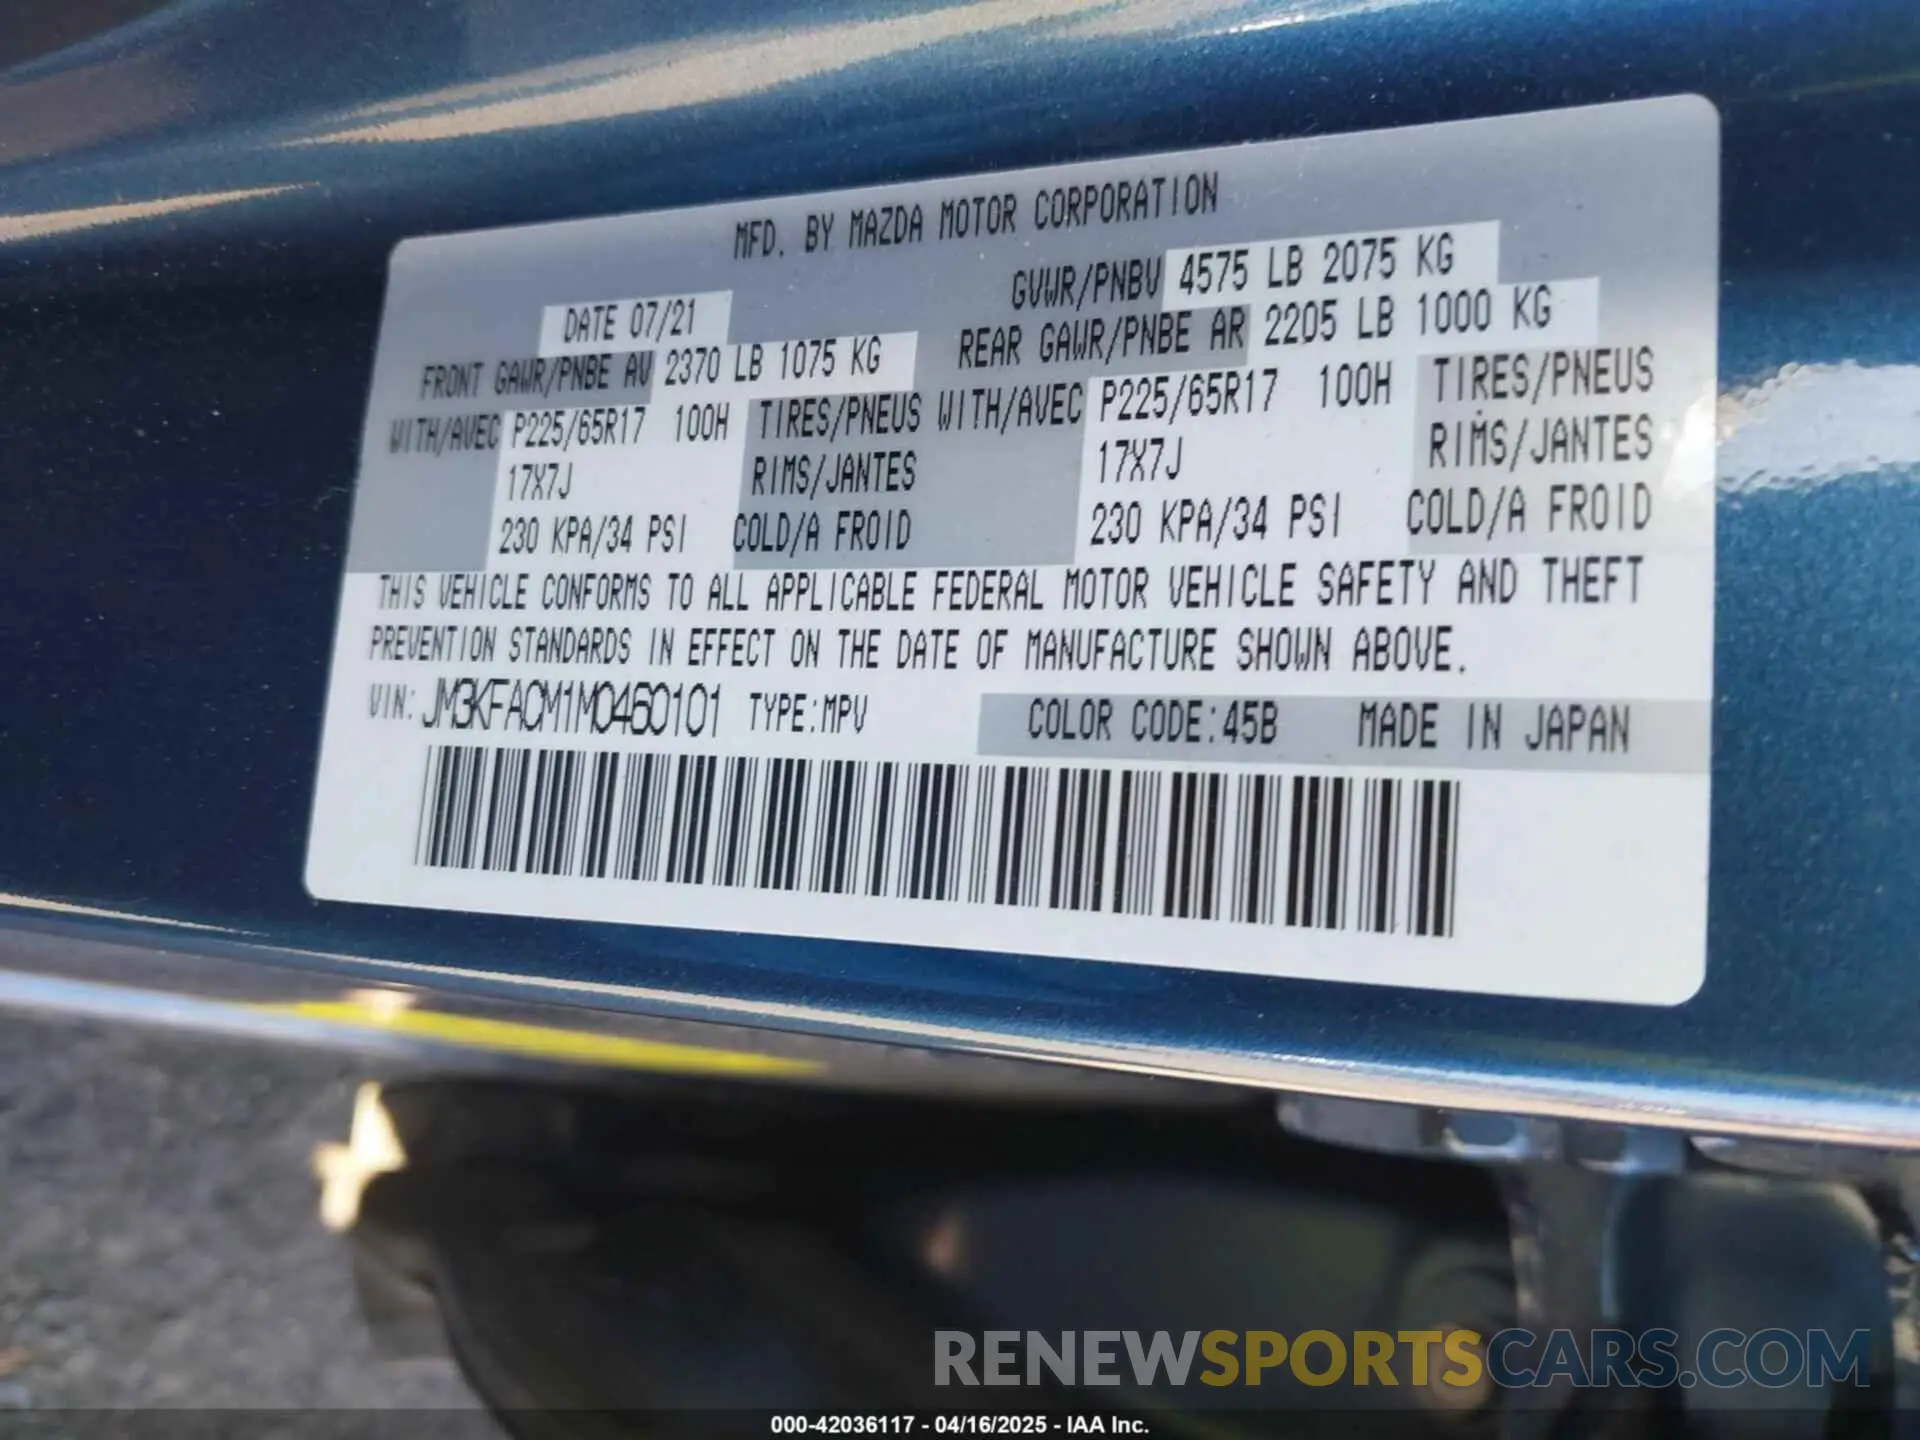 MFD. BY MAZDA MOTOR CORPORATION
DATE 07/21 GVWR/PNBV 4575 LB 2075 KG
FRONT GAWR/PNBE AV 2370 LB 1075 KG REAR GAWR/PNBE AR 2205 LB 1000 KG
WITH/AVEC P225/65R17 100H TIRES/PNEUS WITH/AVEC P225/65R17 100H TIRES/PNEUS
17X7J RIMS/JANTES 17X7J RIMS/JANTES
230 KPA/34 PSI COLD/A FROID 230 KPA/34 PSI COLD/A FROID
THIS VEHICLE CONFORMS TO ALL APPLICABLE FEDERAL MOTOR VEHICLE SAFETY AND THEFT
PREVENTION STANDARDS IN EFFECT ON THE DATE OF MANUFACTURE SHOWN ABOVE.
VIN: JM3KFACM1M0460101 TYPE:MPV COLOR CODE:45B MADE IN JAPAN
RENEWSPORTSCARS.COM
000-42036117 - 04/16/2025 - IAA Inc.